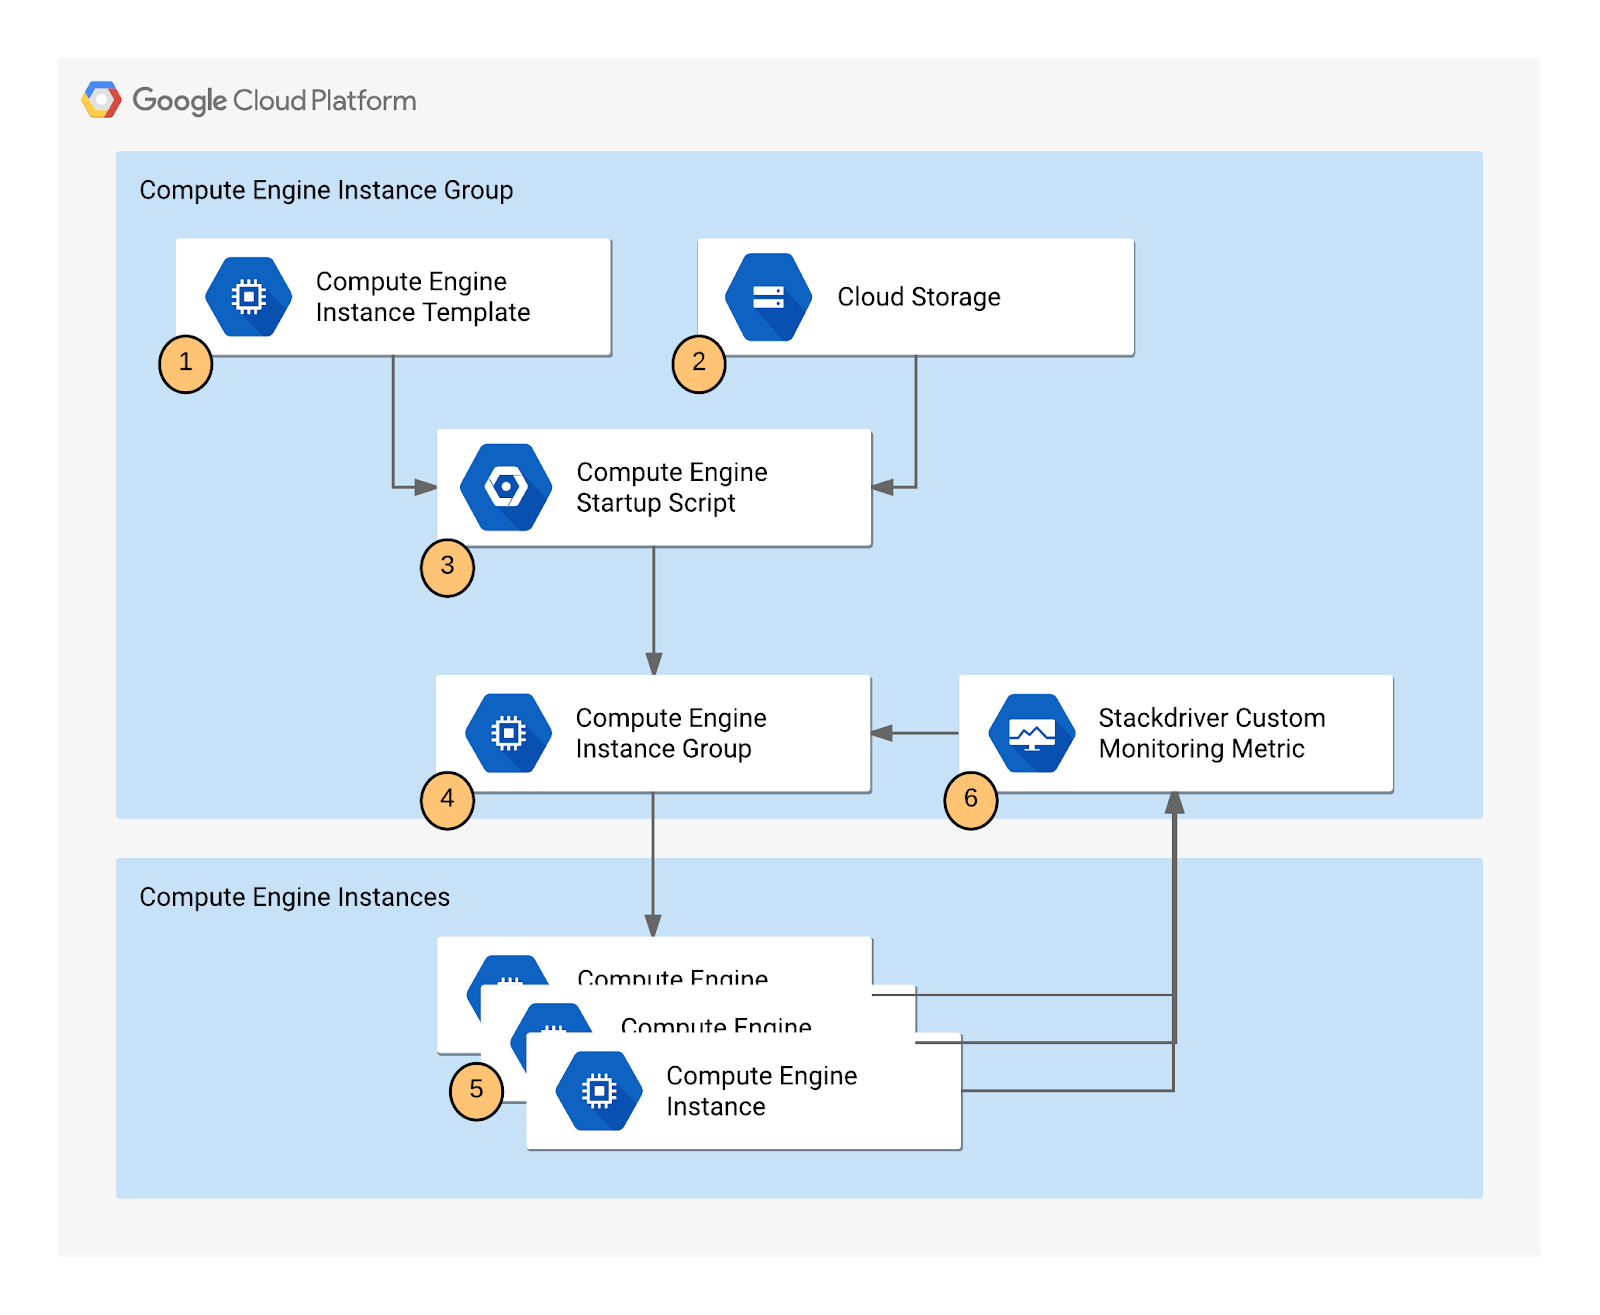 Google Cloud Platform
Compute Engine Instance Group
Compute Engine
Instance Template
1
Cloud Storage
2
Compute Engine
Startup Script
3
Compute Engine
Instance Group
4
Stackdriver Custom
Monitoring Metric
6
Compute Engine Instances
Compute Engine
Compute Engine
Compute Engine
Instance
5